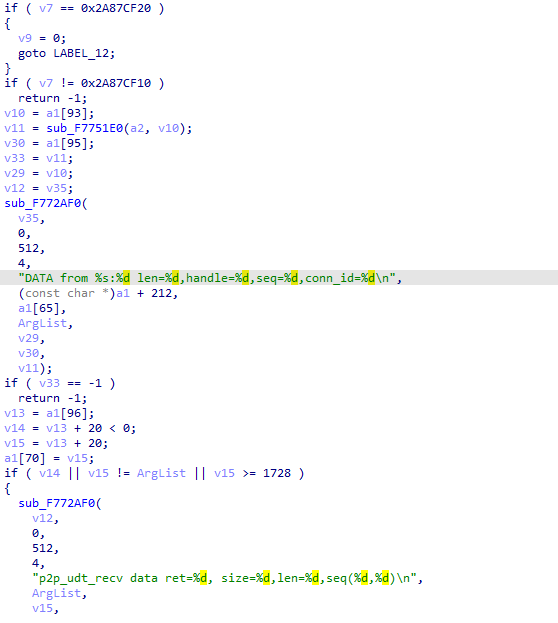 if ( v7 == 0x2A87CF20 )
{
  v9 = 0;
  goto LABEL_12;
}
if ( v7 != 0x2A87CF10 )
  return -1;
v10 = a1[93];
v11 = sub_F7751E0(a2, v10);
v30 = a1[95];
v33 = v11;
v29 = v10;
v12 = v35;
sub_F772AF0(
  v35,
  0,
  512,
  4,
  "DATA from %s:%d len=%d,handle=%d,seq=%d,conn_id=%d\n",
  (const char *)a1 + 212,
  a1[65],
  ArgList,
  v29,
  v30,
  v11);
if ( v33 == -1 )
  return -1;
v13 = a1[96];
v14 = v13 + 20 < 0;
v15 = v13 + 20;
a1[70] = v15;
if ( v14 || v15 != ArgList || v15 >= 1728 )
{
  sub_F772AF0(
    v12,
    0,
    512,
    4,
    "p2p_udt_recv data ret=%d, size=%d,len=%d,seq(%d,%d)\n",
    ArgList,
    v15,